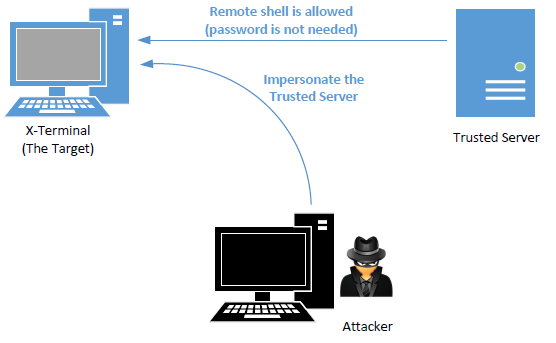 Remote shell is allowed
(password is not needed)
Impersonate the
Trusted Server
X-Terminal
(The Target)
Trusted Server
Attacker